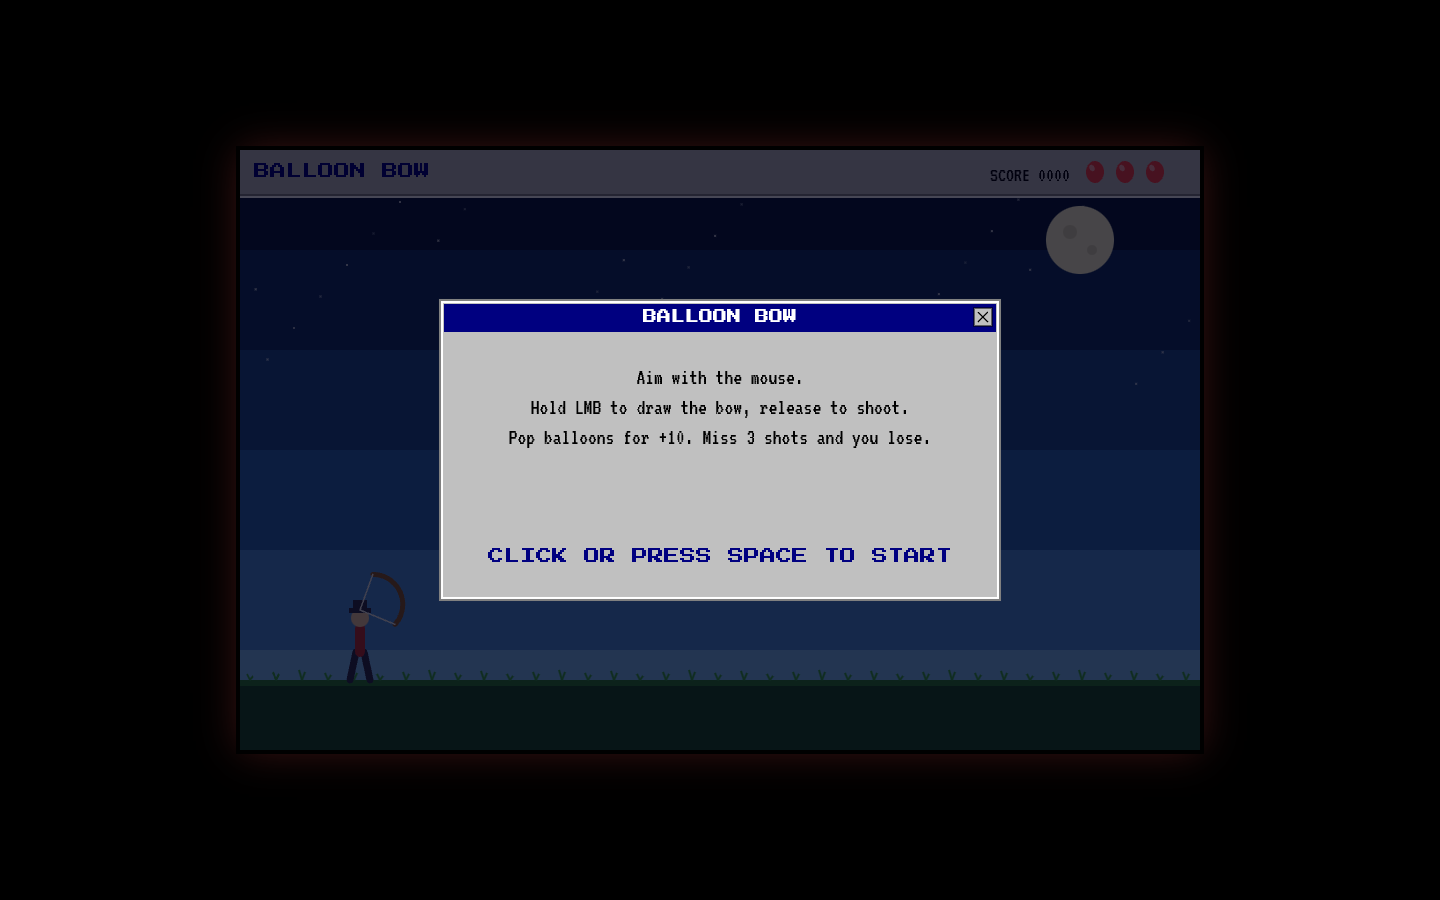 BALLOON BOW
SCORE 0000
BALLOON BOW
Aim with the mouse.
Hold LMB to draw the bow, release to shoot.
Pop balloons for +10. Miss 3 shots and you lose.
CLICK OR PRESS SPACE TO START